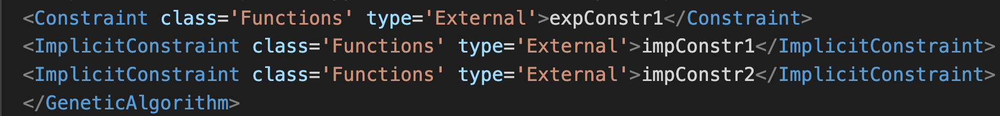 <Constraint class='Functions' type='External'>expConstr1</Constraint>
<ImplicitConstraint class='Functions' type='External'>impConstr1</ImplicitConstraint>
<ImplicitConstraint class='Functions' type='External'>impConstr2</ImplicitConstraint>
</GeneticAlgorithm>